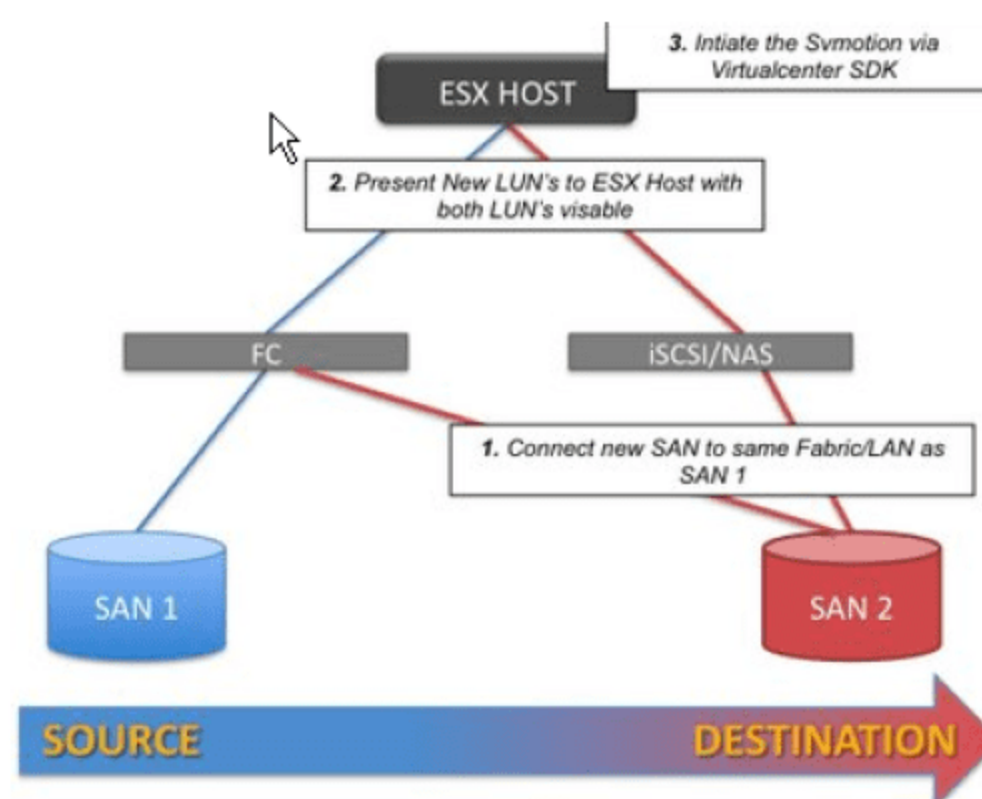 3. Intiate the Svmotion via
Virtualcenter SDK
ESX HOST
2. Present New LUN's to ESX Host with
both LUN's visable
FC
iSCSI/NAS
1. Connect new SAN to same Fabric/LAN as
SAN 1
SAN 1
SAN 2
SOURCE
DESTINATION